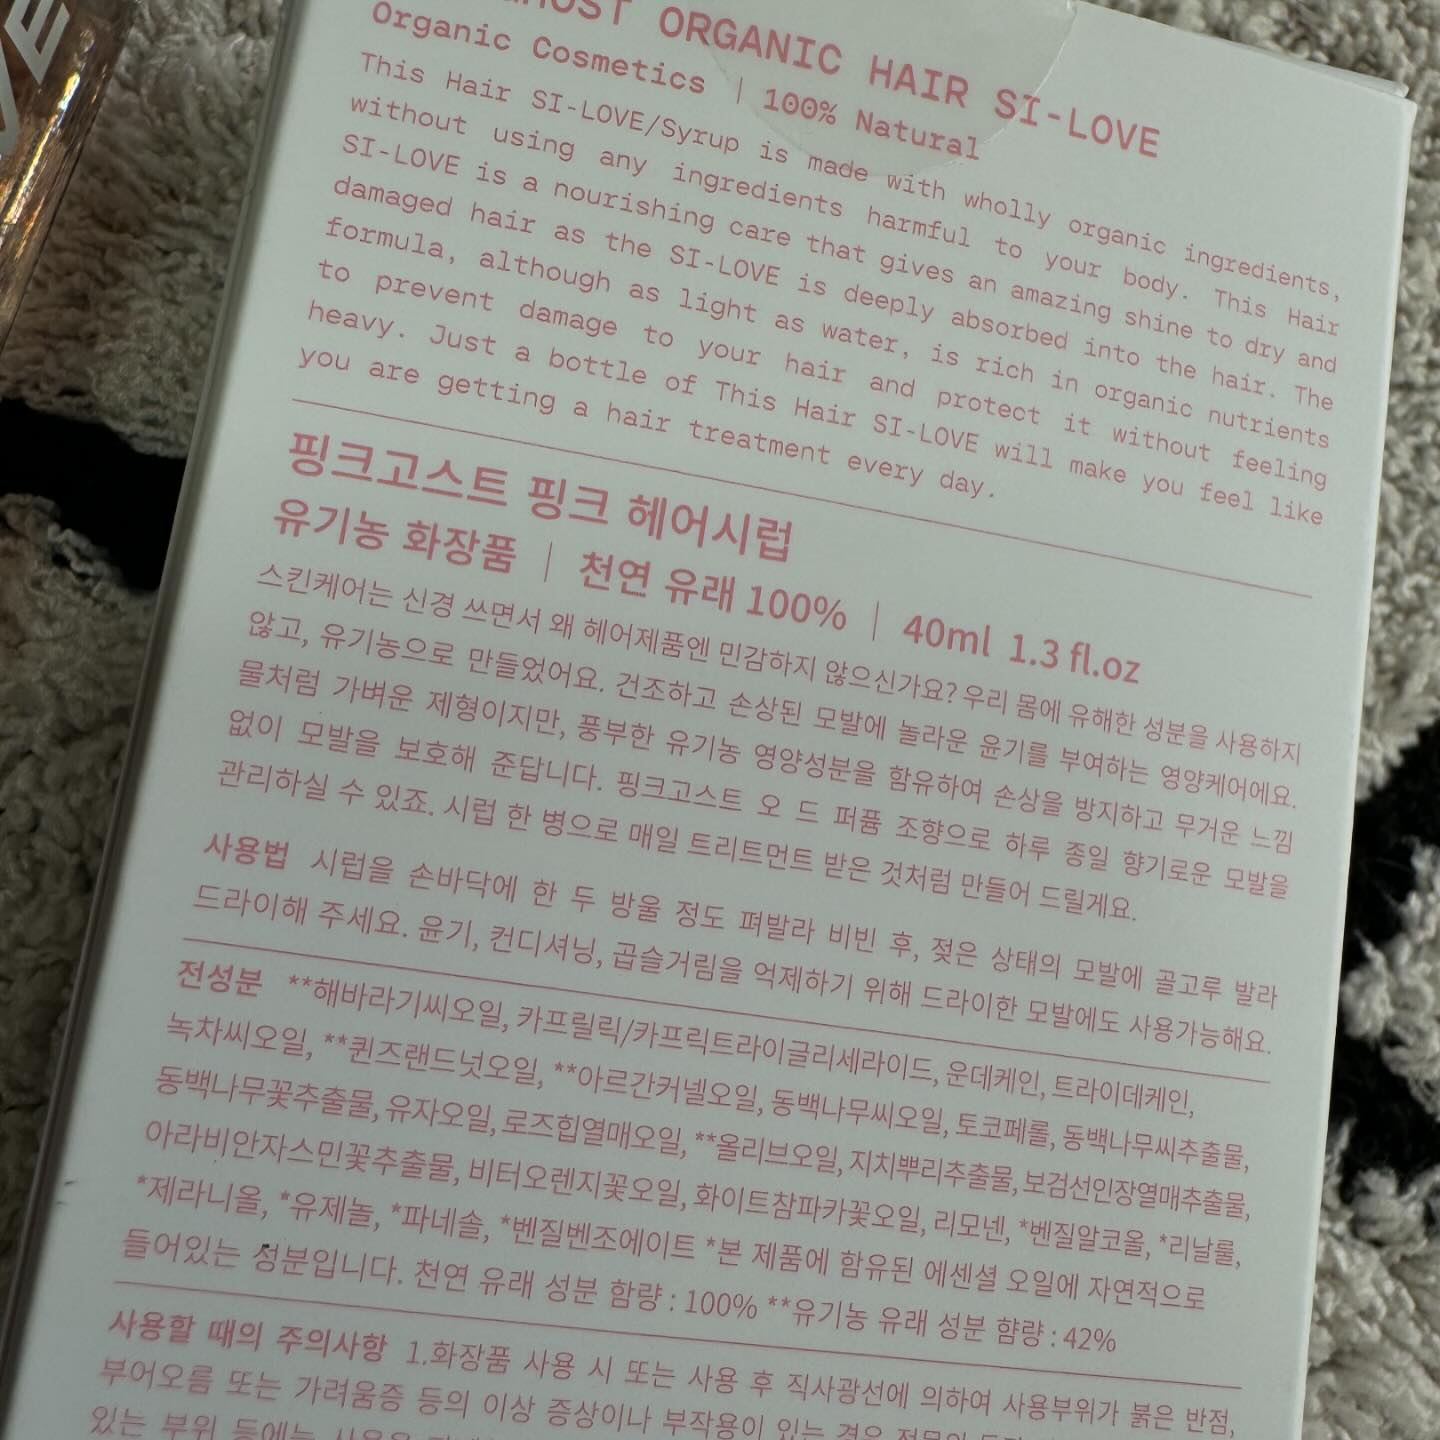 GHOST ORGANIC HAIR SI-LOVE
Organic Cosmetics | 100% Natural
This Hair SI-LOVE/Syrup is made with wholly organic ingredients,
without using any ingredients harmful to your body. This Hair
SI-LOVE is a nourishing care that gives an amazing shine to dry and
damaged hair as the SI-LOVE is deeply absorbed into the hair. The
formula, although as light as water, is rich in organic nutrients
to prevent damage to your hair and protect it without feeling
heavy. Just a bottle of This Hair SI-LOVE will make you feel like
you are getting a hair treatment every day.
핑크고스트 핑크 헤어시럽
유기농 화장품 | 천연 유래 100% | 40ml 1.3 fl.oz
스킨케어는 신경 쓰면서 왜 헤어제품엔 민감하지 않으신가요? 우리 몸에 유해한 성분을 사용하지
않고, 유기농으로 만들었어요. 건조하고 손상된 모발에 놀라운 윤기를 부여하는 영양케어에요.
물처럼 가벼운 제형이지만, 풍부한 유기농 영양성분을 함유하여 손상을 방지하고 무거운 느낌
없이 모발을 보호해 준답니다. 핑크고스트 오 드 퍼퓸 조향으로 하루 종일 향기로운 모발을
관리하실 수 있죠. 시럽 한 병으로 매일 트리트먼트 받은 것처럼 만들어 드릴게요.
사용법 시럽을 손바닥에 한 두 방울 정도 펴발라 비빈 후, 젖은 상태의 모발에 골고루 발라
드라이해 주세요. 윤기, 컨디셔닝, 곱슬거림을 억제하기 위해 드라이한 모발에도 사용가능해요.
전성분 **해바라기씨오일, 카프릴릭/카프릭트라이글리세라이드, 운데케인, 트라이데케인,
녹차씨오일, **퀸즈랜드넛오일, **아르간커넬오일, 동백나무씨오일, 토코페롤, 동백나무씨추출물,
동백나무꽃추출물, 유자오일, 로즈힙열매오일, **올리브오일, 지치뿌리추출물, 보검선인장열매추출물,
아라비안자스민꽃추출물, 비터오렌지꽃오일, 화이트참파카꽃오일, 리모넨, *벤질알코올, *리날룰,
*제라니올, *유제놀, *파네솔, *벤질벤조에이트 *본 제품에 함유된 에센셜 오일에 자연적으로
들어있는 성분입니다. 천연 유래 성분 함량 : 100% **유기농 유래 성분 함량 : 42%
사용할 때의 주의사항 1.화장품 사용 시 또는 사용 후 직사광선에 의하여 사용부위가 붉은 반점,
부어오름 또는 가려움증 등의 이상 증상이나 부작용이 있는 경우
있는 부위 등에는 사용을